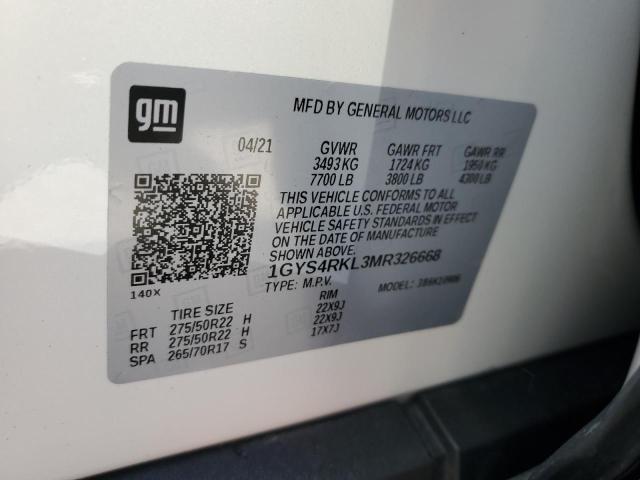 gm
MFD BY GENERAL MOTORS LLC
04/21 GVWR GAWR FRT GAWR RR
3493 KG 1724 KG 1950 KG
7700 LB 3800 LB 4300 LB
THIS VEHICLE CONFORMS TO ALL
APPLICABLE U.S. FEDERAL MOTOR
VEHICLE SAFETY STANDARDS IN EFFECT
ON THE DATE OF MANUFACTURE
SHOWN ABOVE.
1GYS4RKL3MR326668
140X
TYPE: M.P.V. MODEL:
TIRE SIZE RIM
FRT 275/50R22 H 22X9J
RR 275/50R22 H 22X9J
SPA 265/70R17 S 17X7J